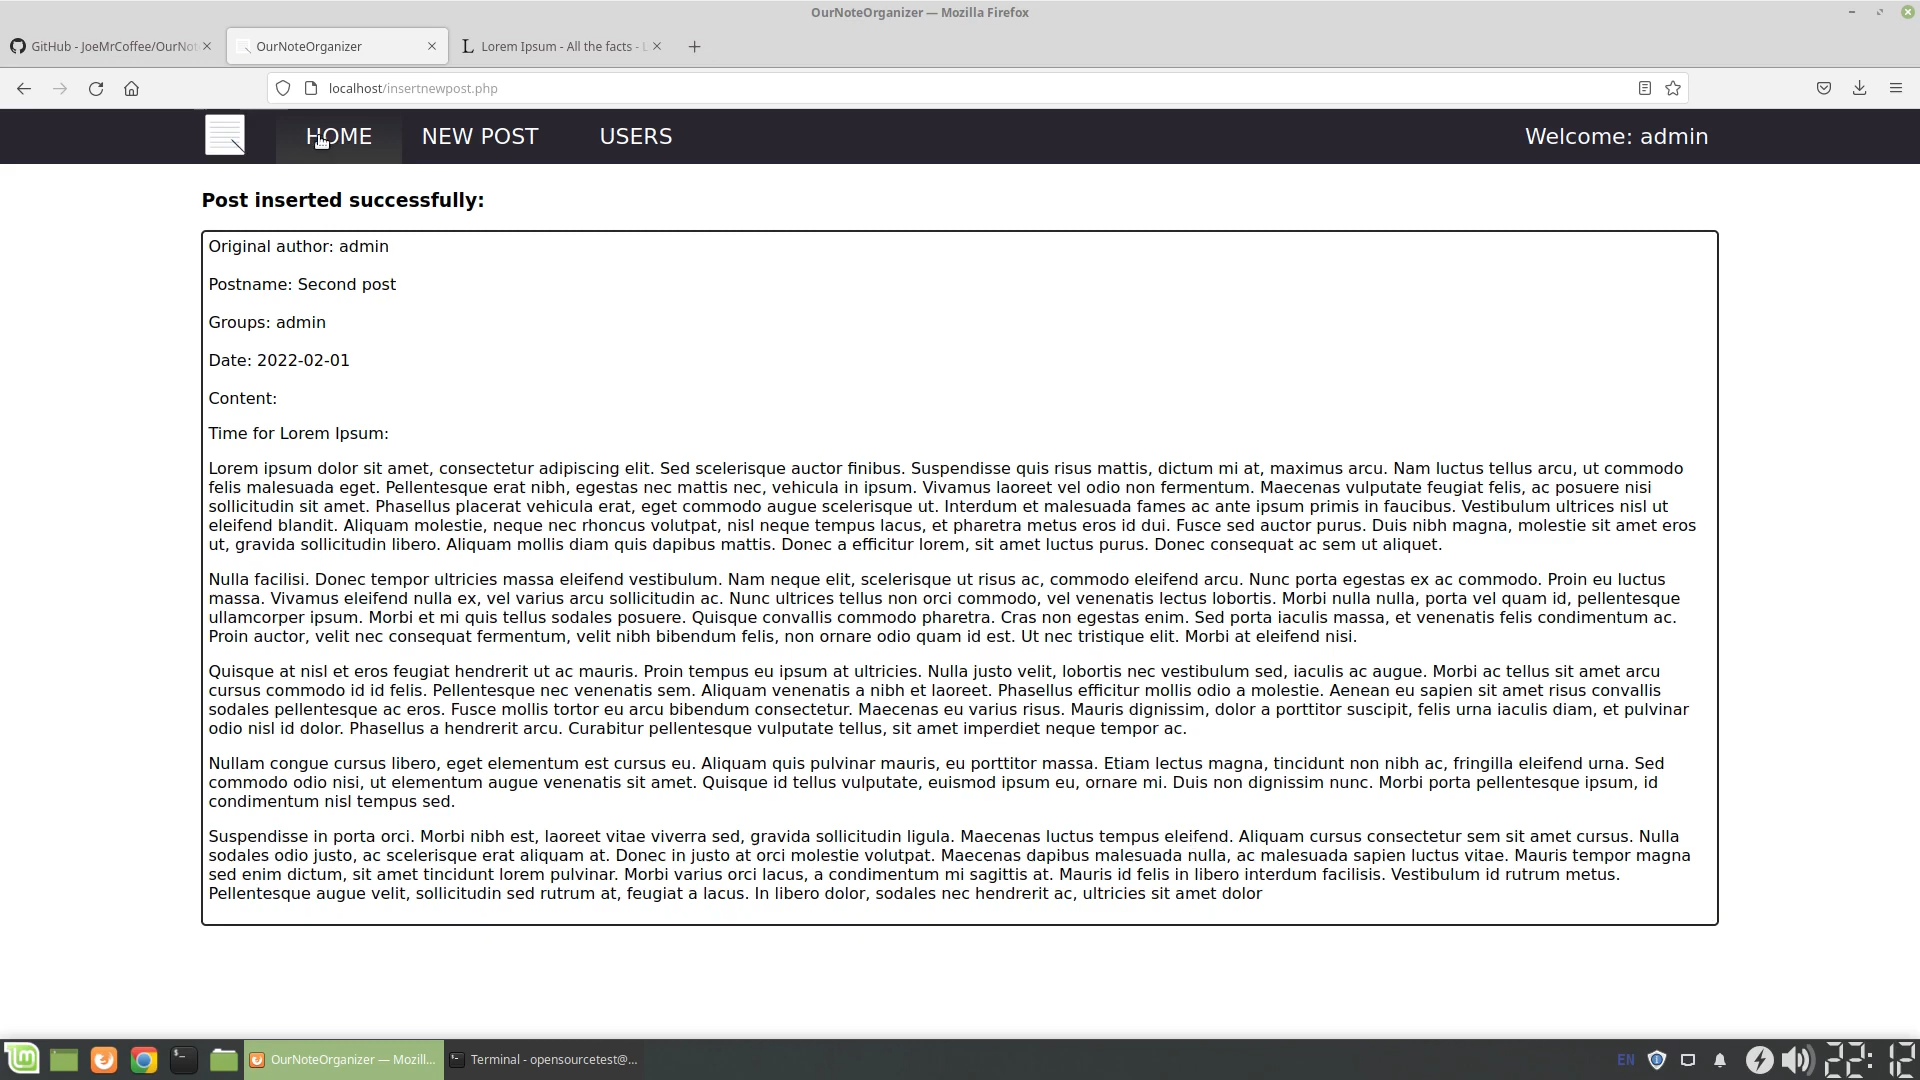 OurNoteOrganizer — Mozilla Firefox
GitHub - JoeMrCoffee/OurNot
OurNoteOrganizer
Lorem Ipsum - All the facts - L
localhost/insertnewpost.php
HOME NEW POST USERS Welcome: admin
Post inserted successfully:
Original author: admin
Postname: Second post
Groups: admin
Date: 2022-02-01
Content:
Time for Lorem Ipsum:
Lorem ipsum dolor sit amet, consectetur adipiscing elit. Sed scelerisque auctor finibus. Suspendisse quis risus mattis, dictum mi at, maximus arcu. Nam luctus tellus arcu, ut commodo
felis malesuada eget. Pellentesque erat nibh, egestas nec mattis nec, vehicula in ipsum. Vivamus laoreet vel odio non fermentum. Maecenas vulputate feugiat felis, ac posuere nisi
sollicitudin sit amet. Phasellus placerat vehicula erat, eget commodo augue scelerisque ut. Interdum et malesuada fames ac ante ipsum primis in faucibus. Vestibulum ultrices nisl ut
eleifend blandit. Aliquam molestie, neque nec rhoncus volutpat, nisl neque tempus lacus, et pharetra metus eros id dui. Fusce sed auctor purus. Duis nibh magna, molestie sit amet eros
ut, gravida sollicitudin libero. Aliquam mollis diam quis dapibus mattis. Donec a efficitur lorem, sit amet luctus purus. Donec consequat ac sem ut aliquet.
Nulla facilisi. Donec tempor ultricies massa eleifend vestibulum. Nam neque elit, scelerisque ut risus ac, commodo eleifend arcu. Nunc porta egestas ex ac commodo. Proin eu luctus
massa. Vivamus eleifend nulla ex, vel varius arcu sollicitudin ac. Nunc ultrices tellus non orci commodo, vel venenatis lectus lobortis. Morbi nulla nulla, porta vel quam id, pellentesque
ullamcorper ipsum. Morbi et mi quis tellus sodales posuere. Quisque convallis commodo pharetra. Cras non egestas enim. Sed porta iaculis massa, et venenatis felis condimentum ac.
Proin auctor, velit nec consequat fermentum, velit nibh bibendum felis, non ornare odio quam id est. Ut nec tristique elit. Morbi at eleifend nisi.
Quisque at nisl et eros feugiat hendrerit ut ac mauris. Proin tempus eu ipsum at ultricies. Nulla justo velit, lobortis nec vestibulum sed, iaculis ac augue. Morbi ac tellus sit amet arcu
cursus commodo id id felis. Pellentesque nec venenatis sem. Aliquam venenatis a nibh et laoreet. Phasellus efficitur mollis odio a molestie. Aenean eu sapien sit amet risus convallis
sodales pellentesque ac eros. Fusce mollis tortor eu arcu bibendum consectetur. Maecenas eu varius risus. Mauris dignissim, dolor a porttitor suscipit, felis urna iaculis diam, et pulvinar
odio nisl id dolor. Phasellus a hendrerit arcu. Curabitur pellentesque vulputate tellus, sit amet imperdiet neque tempor ac.
Nullam congue cursus libero, eget elementum est cursus eu. Aliquam quis pulvinar mauris, eu porttitor massa. Etiam lectus magna, tincidunt non nibh ac, fringilla eleifend urna. Sed
commodo odio nisi, ut elementum augue venenatis sit amet. Quisque id tellus vulputate, euismod ipsum eu, ornare mi. Duis non dignissim nunc. Morbi porta pellentesque ipsum, id
condimentum nisl tempus sed.
Suspendisse in porta orci. Morbi nibh est, laoreet vitae viverra sed, gravida sollicitudin ligula. Maecenas luctus tempus eleifend. Aliquam cursus consectetur sem sit amet cursus. Nulla
sodales odio justo, ac scelerisque erat aliquam at. Donec in justo at orci molestie volutpat. Maecenas dapibus malesuada nulla, ac malesuada sapien luctus vitae. Mauris tempor magna
sed enim dictum, sit amet tincidunt lorem pulvinar. Morbi varius orci lacus, a condimentum mi sagittis at. Mauris id felis in libero interdum facilisis. Vestibulum id rutrum metus.
Pellentesque augue velit, sollicitudin sed rutrum at, feugiat a lacus. In libero dolor, sodales nec hendrerit ac, ultricies sit amet dolor
OurNoteOrganizer — Mozill...
Terminal - opensourcetest@...
EN
22:12